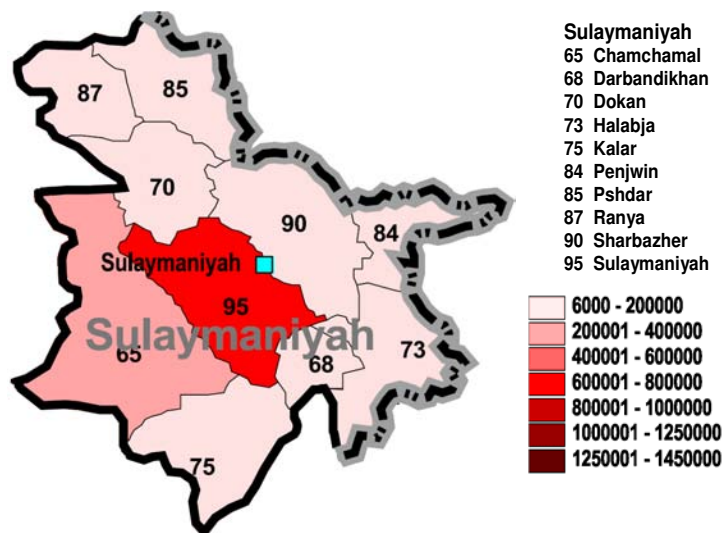 87
85
70
90
84
Sulaymaniyah
95
Sulaymaniyah
65
68
73
75
Sulaymaniyah
65 Chamchamal
68 Darbandikhan
70 Dokan
73 Halabja
75 Kalar
84 Penjwin
85 Pshdar
87 Ranya
90 Sharbazher
95 Sulaymaniyah
6000 - 200000
200001 - 400000
400001 - 600000
600001 - 800000
800001 - 1000000
1000001 - 1250000
1250001 - 1450000